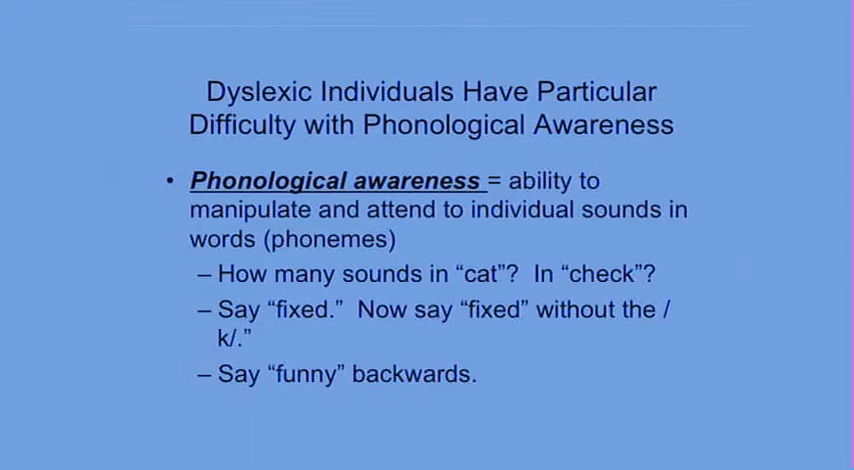 Dyslexic Individuals Have Particular
Difficulty with Phonological Awareness
• Phonological awareness = ability to
manipulate and attend to individual sounds in
words (phonemes)
– How many sounds in “cat”? In “check”?
– Say “fixed.” Now say “fixed” without the /
k/.”
– Say “funny” backwards.